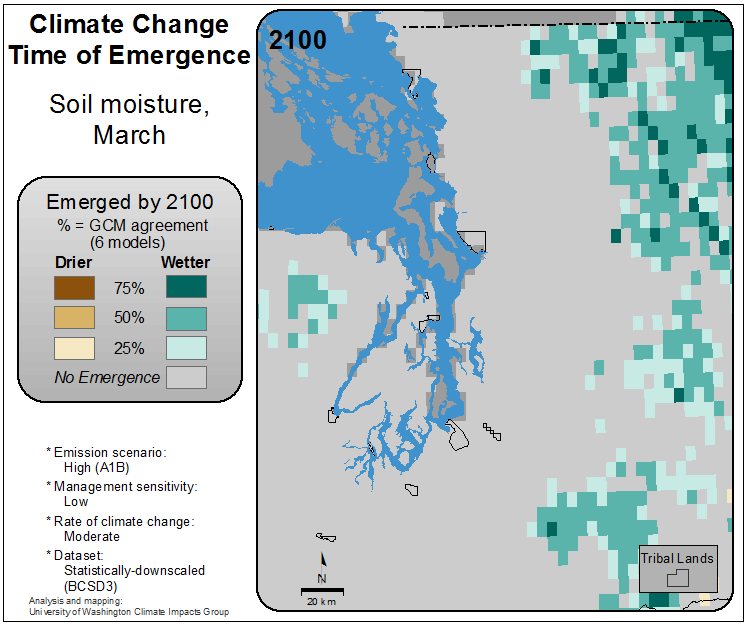 Climate Change
Time of Emergence
Soil moisture,
March
Emerged by 2100
% = GCM agreement
(6 models)
Drier Wetter
75%
50%
25%
No Emergence
* Emission scenario:
High (A1B)
* Management sensitivity:
Low
* Rate of climate change:
Moderate
* Dataset:
Statistically-downscaled
(BCSD3)
Analysis and mapping:
University of Washington Climate Impacts Group
2100
N
20 km
Tribal Lands